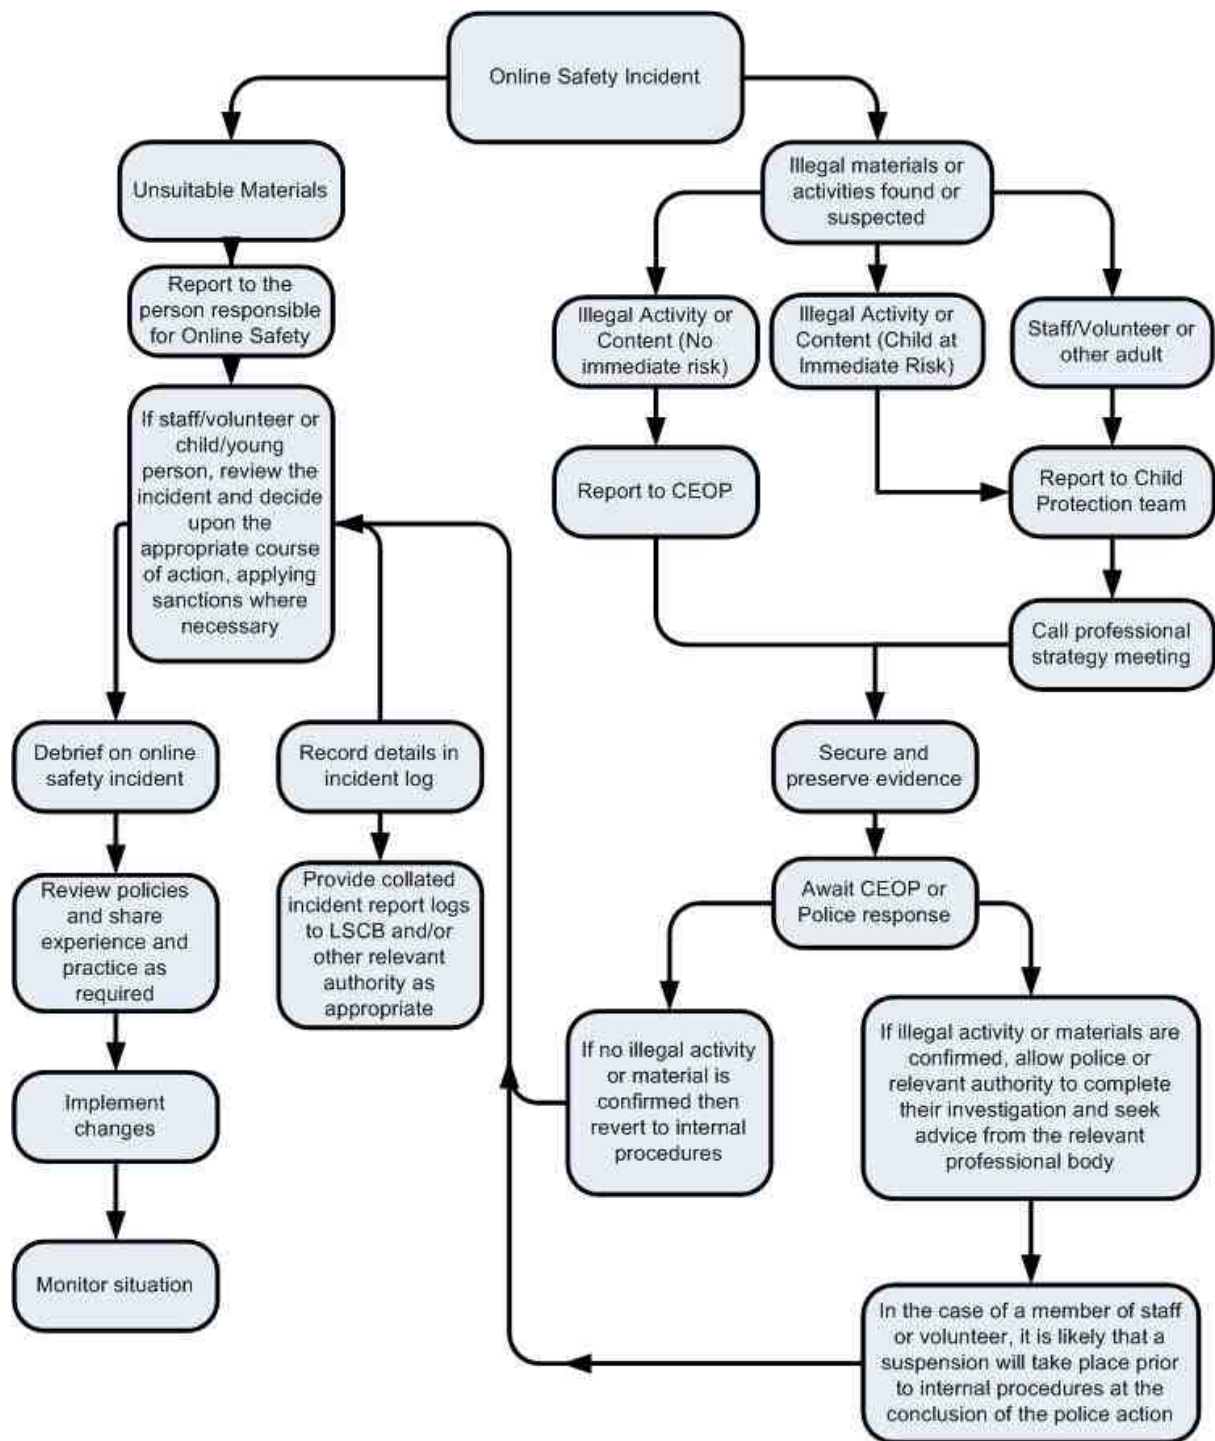 Online Safety Incident
Unsuitable Materials
Report to the
person responsible
for Online Safety
If staff/volunteer or
child/young
person, review the
incident and decide
upon the
appropriate course
of action, applying
sanctions where
necessary
Debrief on online
safety incident
Review policies
and share
experience and
practice as
required
Implement
changes
Monitor situation
Record details in
incident log
Provide collated
incident report logs
to LSCB and/or
other relevant
authority as
appropriate
Illegal materials or
activities found or
suspected
Illegal Activity or
Content (No
immediate risk)
Illegal Activity or
Content (Child at
Immediate Risk)
Staff/Volunteer or
other adult
Report to CEOP
Report to Child
Protection team
Call professional
strategy meeting
Secure and
preserve evidence
Await CEOP or
Police response
If no illegal activity
or material is
confirmed then
revert to internal
procedures
If illegal activity or materials are
confirmed, allow police or
relevant authority to complete
their investigation and seek
advice from the relevant
professional body
In the case of a member of staff
or volunteer, it is likely that a
suspension will take place prior
to internal procedures at the
conclusion of the police action